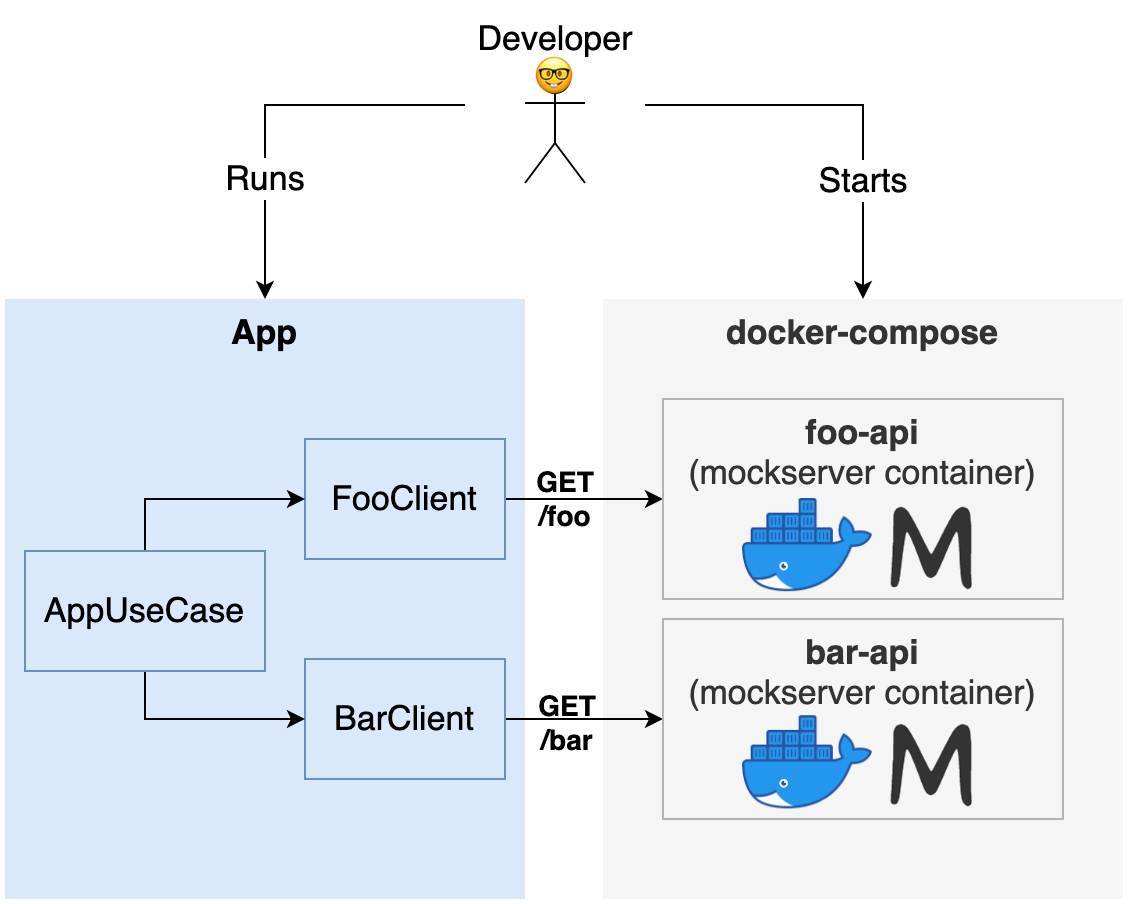 Developer
Runs
Starts
App
docker-compose
foo-api
(mockserver container)
FooClient
GET
/foo
AppUseCase
bar-api
(mockserver container)
BarClient
GET
/bar
M
M